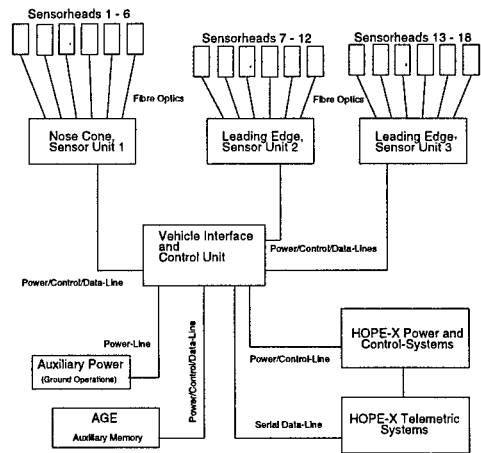 Sensorheads 1 - 6
Sensorheads 7 - 12
Sensorheads 13 - 18
Fibre Optics
Fibre Optics
Nose Cone,
Sensor Unit 1
Leading Edge,
Sensor Unit 2
Leading Edge,
Sensor Unit 3
Vehicle Interface
and
Control Unit
Power/Control/Data-Lines
Power/Control/Data-Line
Power-Line
Power/Control/Data-Line
Power/Control-Line
Auxiliary Power
(Ground Operations)
HOPE-X Power and
Control-Systems
AGE
Auxiliary Memory
Serial Data-Line
HOPE-X Telemetric
Systems